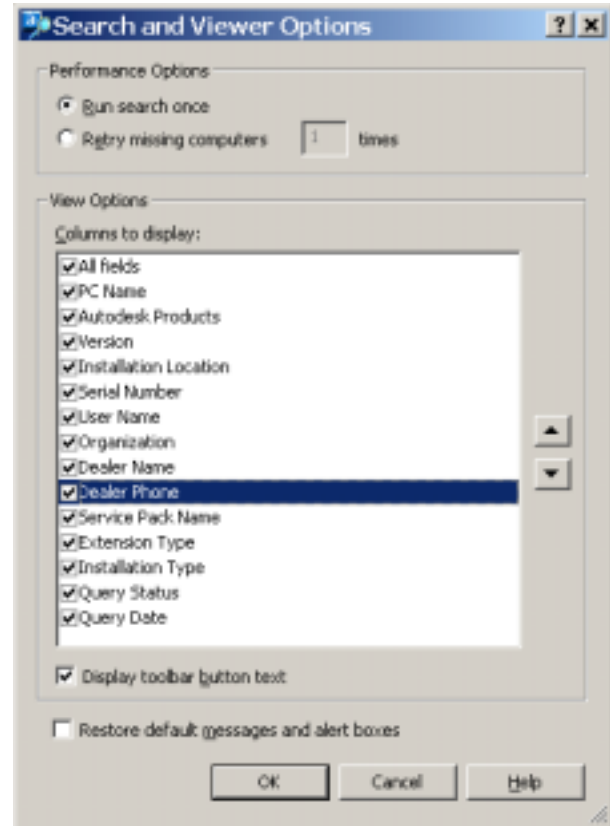 Search and Viewer Options
Performance Options
Run search once
Retry missing computers 1 times
View Options
Columns to display:
All fields
PC Name
Autodesk Products
Version
Installation Location
Serial Number
User Name
Organization
Dealer Name
Dealer Phone
Service Pack Name
Extension Type
Installation Type
Query Status
Query Date
Display toolbar button text
Restore default messages and alert boxes
OK Cancel Help